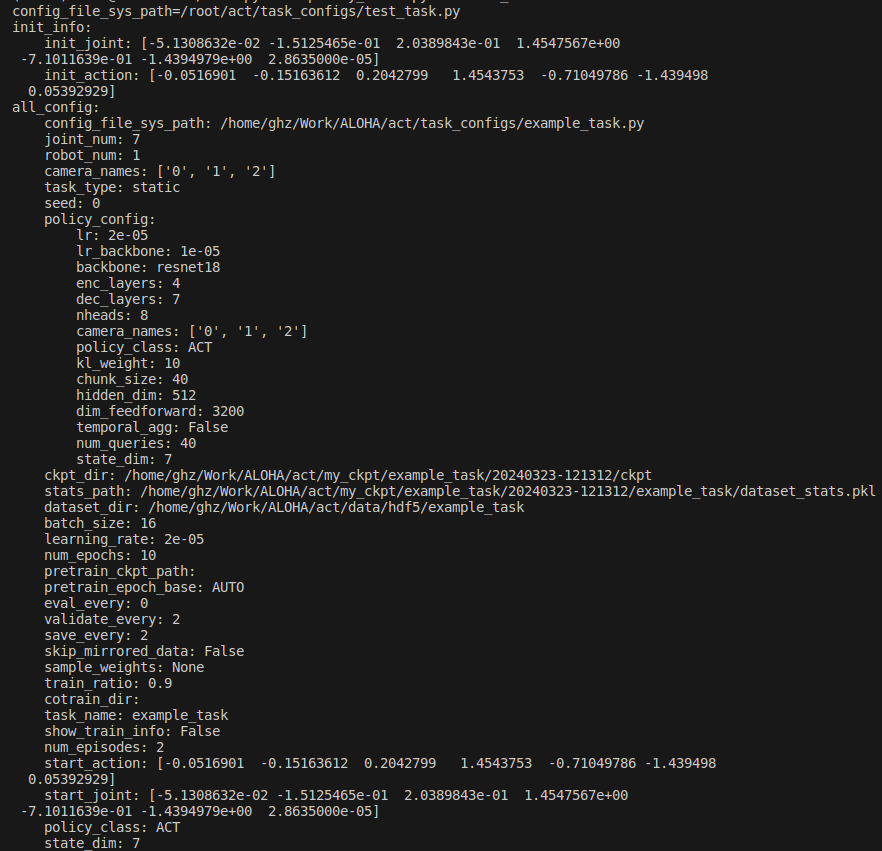 config_file_sys_path=/root/act/task_configs/test_task.py
init_info:
    init_joint: [-5.1308632e-02 -1.5125465e-01  2.0389843e-01  1.4547567e+00
 -7.1011639e-01 -1.4394979e+00  2.8635000e-05]
    init_action: [-0.0516901  -0.15163612  0.2042799   1.4543753  -0.71049786 -1.439498
  0.05392929]
all_config:
    config_file_sys_path: /home/ghz/Work/ALOHA/act/task_configs/example_task.py
    joint_num: 7
    robot_num: 1
    camera_names: ['0', '1', '2']
    task_type: static
    seed: 0
    policy_config:
        lr: 2e-05
        lr_backbone: 1e-05
        backbone: resnet18
        enc_layers: 4
        dec_layers: 7
        nheads: 8
        camera_names: ['0', '1', '2']
        policy_class: ACT
        kl_weight: 10
        chunk_size: 40
        hidden_dim: 512
        dim_feedforward: 3200
        temporal_agg: False
        num_queries: 40
        state_dim: 7
    ckpt_dir: /home/ghz/Work/ALOHA/act/my_ckpt/example_task/20240323-121312/ckpt
    stats_path: /home/ghz/Work/ALOHA/act/my_ckpt/example_task/20240323-121312/example_task/dataset_stats.pkl
    dataset_dir: /home/ghz/Work/ALOHA/act/data/hdf5/example_task
    batch_size: 16
    learning_rate: 2e-05
    num_epochs: 10
    pretrain_ckpt_path:
    pretrain_epoch_base: AUTO
    eval_every: 0
    validate_every: 2
    save_every: 2
    skip_mirrored_data: False
    sample_weights: None
    train_ratio: 0.9
    cotrain_dir:
    task_name: example_task
    show_train_info: False
    num_episodes: 2
    start_action: [-0.0516901  -0.15163612  0.2042799   1.4543753  -0.71049786 -1.439498
  0.05392929]
    start_joint: [-5.1308632e-02 -1.5125465e-01  2.0389843e-01  1.4547567e+00
 -7.1011639e-01 -1.4394979e+00  2.8635000e-05]
    policy_class: ACT
    state_dim: 7